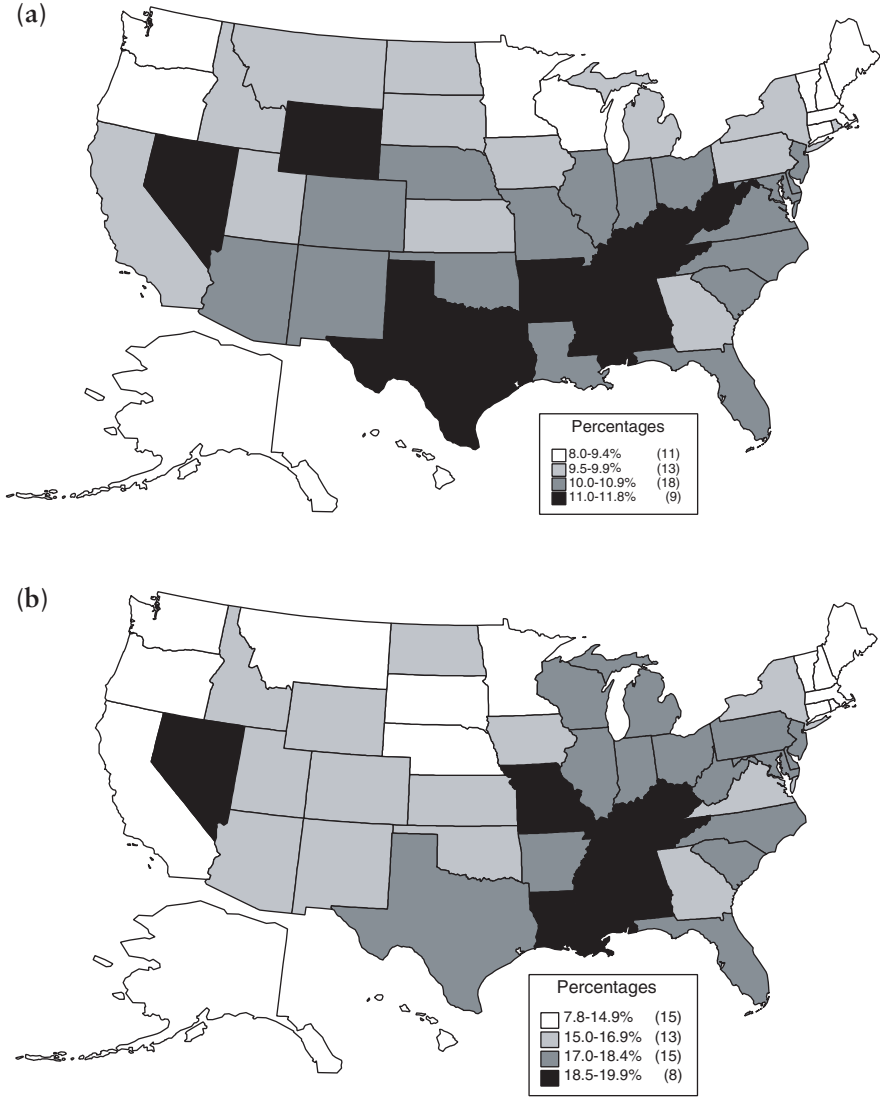 (a)
Percentages
8.0-9.4% (11)
9.5-9.9% (13)
10.0-10.9% (18)
11.0-11.8% (9)
(b)
Percentages
7.8-14.9% (15)
15.0-16.9% (13)
17.0-18.4% (15)
18.5-19.9% (8)